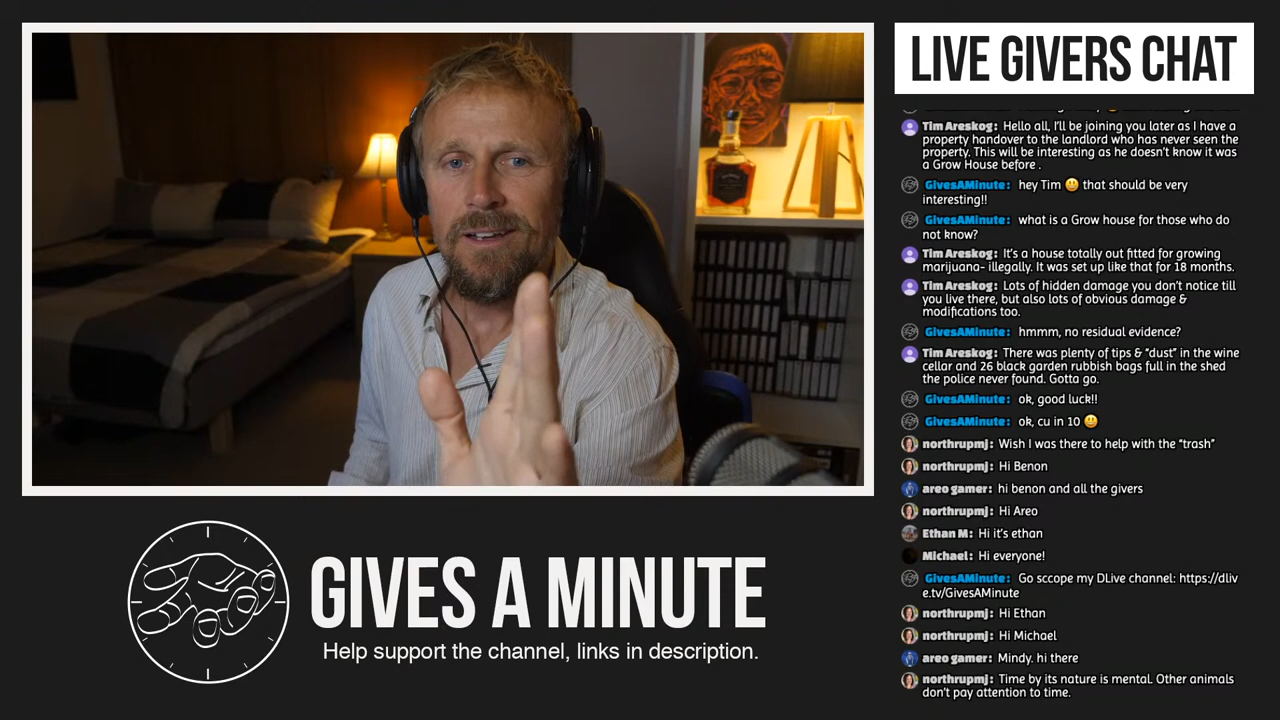 LIVE GIVERS CHAT
Tim Areskog: Hello all, I'll be joining you later as I have a
property handover to the landlord who has never seen the
property. This will be interesting as he doesn't know it was
a Grow House before .
GivesAMinute: hey Tim 😃 that should be very
interesting!!
GivesAMinute: what is a Grow house for those who do
not know?
Tim Areskog: It's a house totally out fitted for growing
marijuana- illegally. It was set up like that for 18 months.
Tim Areskog: Lots of hidden damage you don't notice till
you live there, but also lots of obvious damage &
modifications too.
GivesAMinute: hmmm, no residual evidence?
Tim Areskog: There was plenty of tips & "dust" in the wine
cellar and 26 black garden rubbish bags full in the shed
the police never found. Gotta go.
GivesAMinute: ok, good luck!!
GivesAMinute: ok, cu in 10 😃
northrupmj: Wish I was there to help with the "trash"
northrupmj: Hi Benon
areo gamer: hi benon and all the givers
northrupmj: Hi Areo
Ethan M: Hi it's ethan
Michael: Hi everyone!
GivesAMinute: Go sccope my DLive channel: https://dliv
e.tv/GivesAMinute
northrupmj: Hi Ethan
northrupmj: Hi Michael
areo gamer: Mindy. hi there
northrupmj: Time by its nature is mental. Other animals
don't pay attention to time.
GIVES A MINUTE
Help support the channel, links in description.